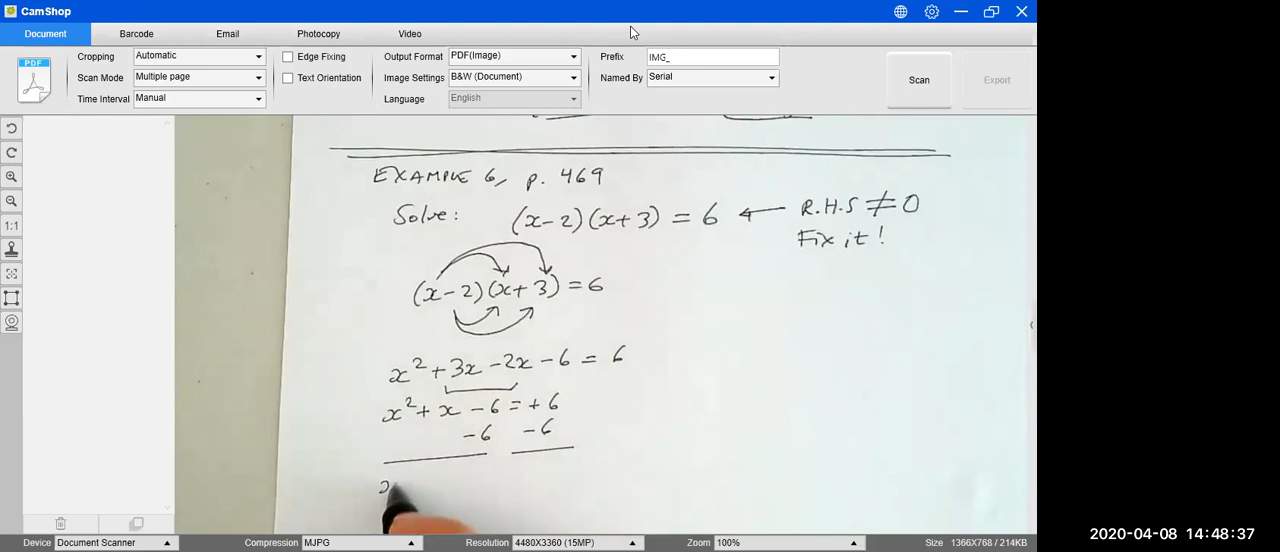 CamShop
Document Barcode Email Photocopy Video
Cropping Automatic Edge Fixing Output Format PDF(Image) Prefix IMG_
PDF Scan Mode Multiple page Text Orientation Image Settings B&W (Document) Named By Serial Scan Export
Time Interval Manual Language English
1:1
EXAMPLE 6, p. 469
Solve: (x-2)(x+3) = 6 ← R.H.S ≠ 0
Fix it!
(x-2)(x+3) = 6
x² + 3x - 2x - 6 = 6
x² + x - 6 = + 6
- 6 - 6
Device Document Scanner Compression MJPG Resolution 4480X3360 (15MP) Zoom 100% Size 1366X768 / 214KB
2020-04-08 14:48:37